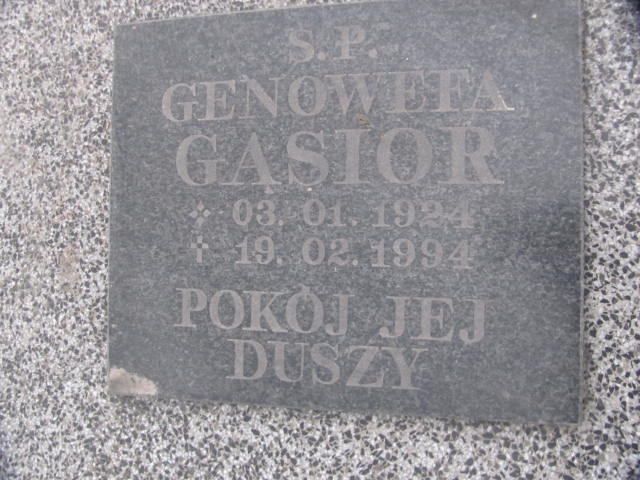 S.P.
GENOWEFA
GĄSIOR
03. 01. 1924
✝ 19. 02. 1994
POKÓJ JEJ
DUSZY